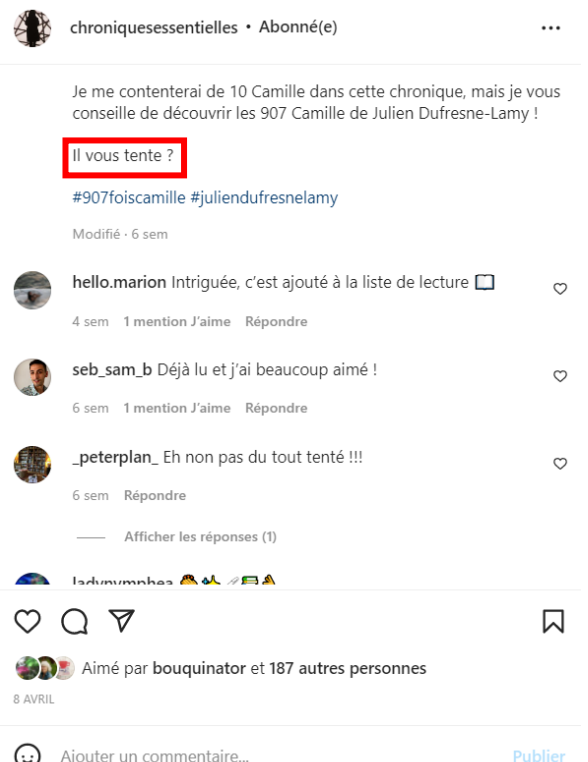 chroniquesessentielles • Abonné(e)
Je me contenterai de 10 Camille dans cette chronique, mais je vous
conseille de découvrir les 907 Camille de Julien Dufresne-Lamy !
Il vous tente ?
#907foiscamille #juliendufresnelamy
Modifié · 6 sem
hello.marion Intriguée, c'est ajouté à la liste de lecture 📖
4 sem 1 mention J'aime Répondre
seb_sam_b Déjà lu et j'ai beaucoup aimé !
6 sem 1 mention J'aime Répondre
_peterplan_ Eh non pas du tout tenté !!!
6 sem Répondre
Afficher les réponses (1)
ladynymphea
Aimé par bouquinator et 187 autres personnes
8 AVRIL
Ajouter un commentaire...
Publier